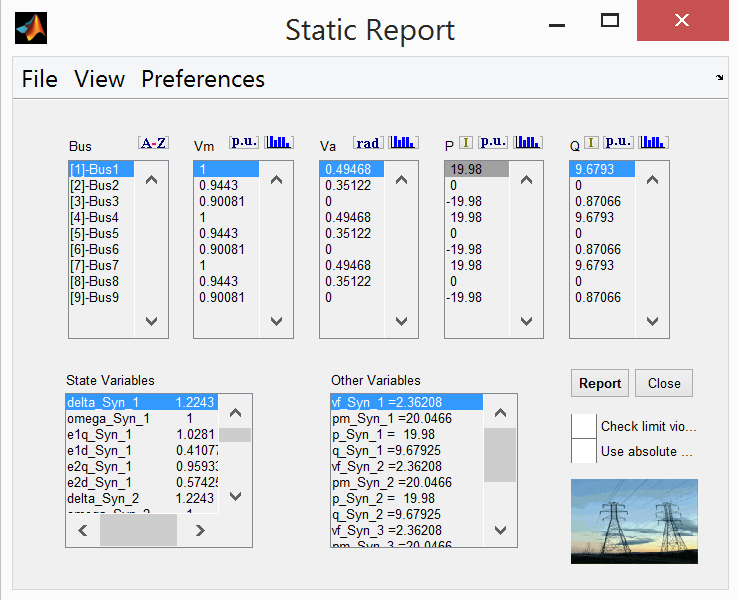 Static Report
File View Preferences
Bus A-Z Vm p.u. Va rad P I p.u. Q I p.u.
[1]-Bus1 1 0.49468 19.98 9.6793
[2]-Bus2 0.9443 0.35122 0 0
[3]-Bus3 0.90081 0 -19.98 0.87066
[4]-Bus4 1 0.49468 19.98 9.6793
[5]-Bus5 0.9443 0.35122 0 0
[6]-Bus6 0.90081 0 -19.98 0.87066
[7]-Bus7 1 0.49468 19.98 9.6793
[8]-Bus8 0.9443 0.35122 0 0
[9]-Bus9 0.90081 0 -19.98 0.87066
State Variables
delta_Syn_1 1.2243
omega_Syn_1 1
e1q_Syn_1 1.0281
e1d_Syn_1 0.41077
e2q_Syn_1 0.95933
e2d_Syn_1 0.57425
delta_Syn_2 1.2243
omega_Syn_2 1
Other Variables
vf_Syn_1 =2.36208
pm_Syn_1 =20.0466
p_Syn_1 = 19.98
q_Syn_1 =9.67925
vf_Syn_2 =2.36208
pm_Syn_2 =20.0466
p_Syn_2 = 19.98
q_Syn_2 =9.67925
vf_Syn_3 =2.36208
pm_Syn_3 =20.0466
Report Close
Check limit vio...
Use absolute ...